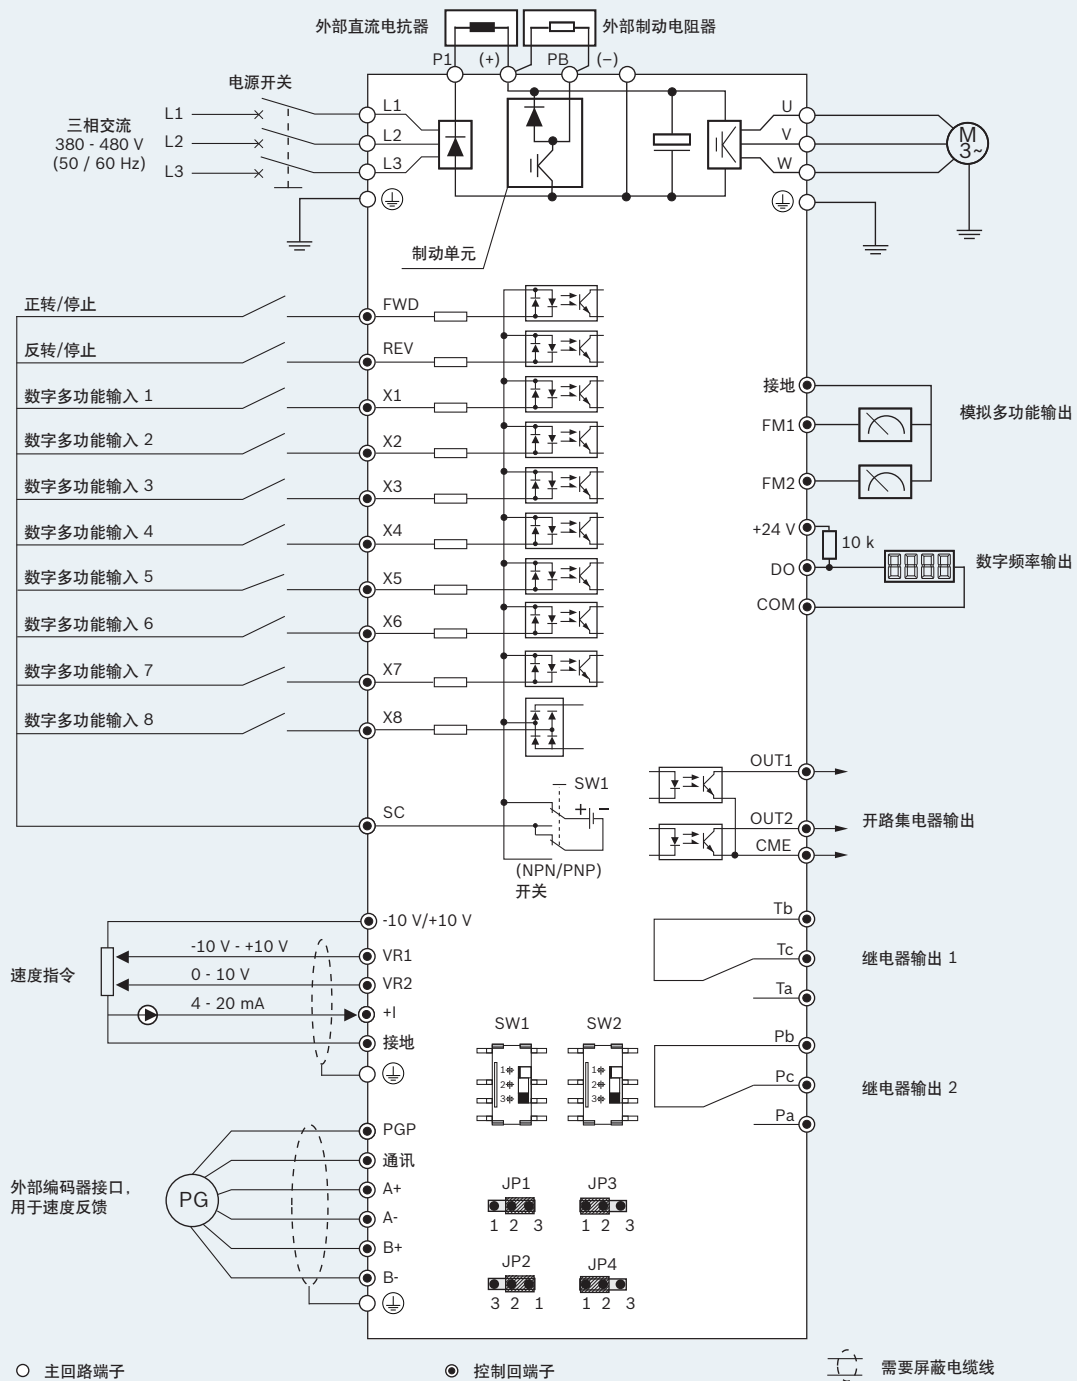 外部直流电抗器
外部制动电阻器
P1 (+) PB (−)
电源开关
三相交流
380 - 480 V
(50 / 60 Hz)
L1
L2
L3
L1
L2
L3
U
V
W
M
3~
制动单元
正转/停止
FWD
反转/停止
REV
数字多功能输入 1
X1
数字多功能输入 2
X2
数字多功能输入 3
X3
数字多功能输入 4
X4
数字多功能输入 5
X5
数字多功能输入 6
X6
数字多功能输入 7
X7
数字多功能输入 8
X8
SC
SW1
+ −
(NPN/PNP)
开关
接地
FM1
FM2
模拟多功能输出
+24 V
10 k
DO
COM
数字频率输出
OUT1
OUT2
CME
开路集电器输出
Tb
Tc
Ta
继电器输出 1
Pb
Pc
Pa
继电器输出 2
速度指令
-10 V/+10 V
-10 V - +10 V
VR1
0 - 10 V
VR2
4 - 20 mA
+I
接地
SW1
1
2
3
SW2
1
2
3
外部编码器接口，
用于速度反馈
PG
PGP
通讯
A+
A-
B+
B-
JP1
1 2 3
JP3
1 2 3
JP2
3 2 1
JP4
1 2 3
主回路端子
控制回端子
需要屏蔽电缆线